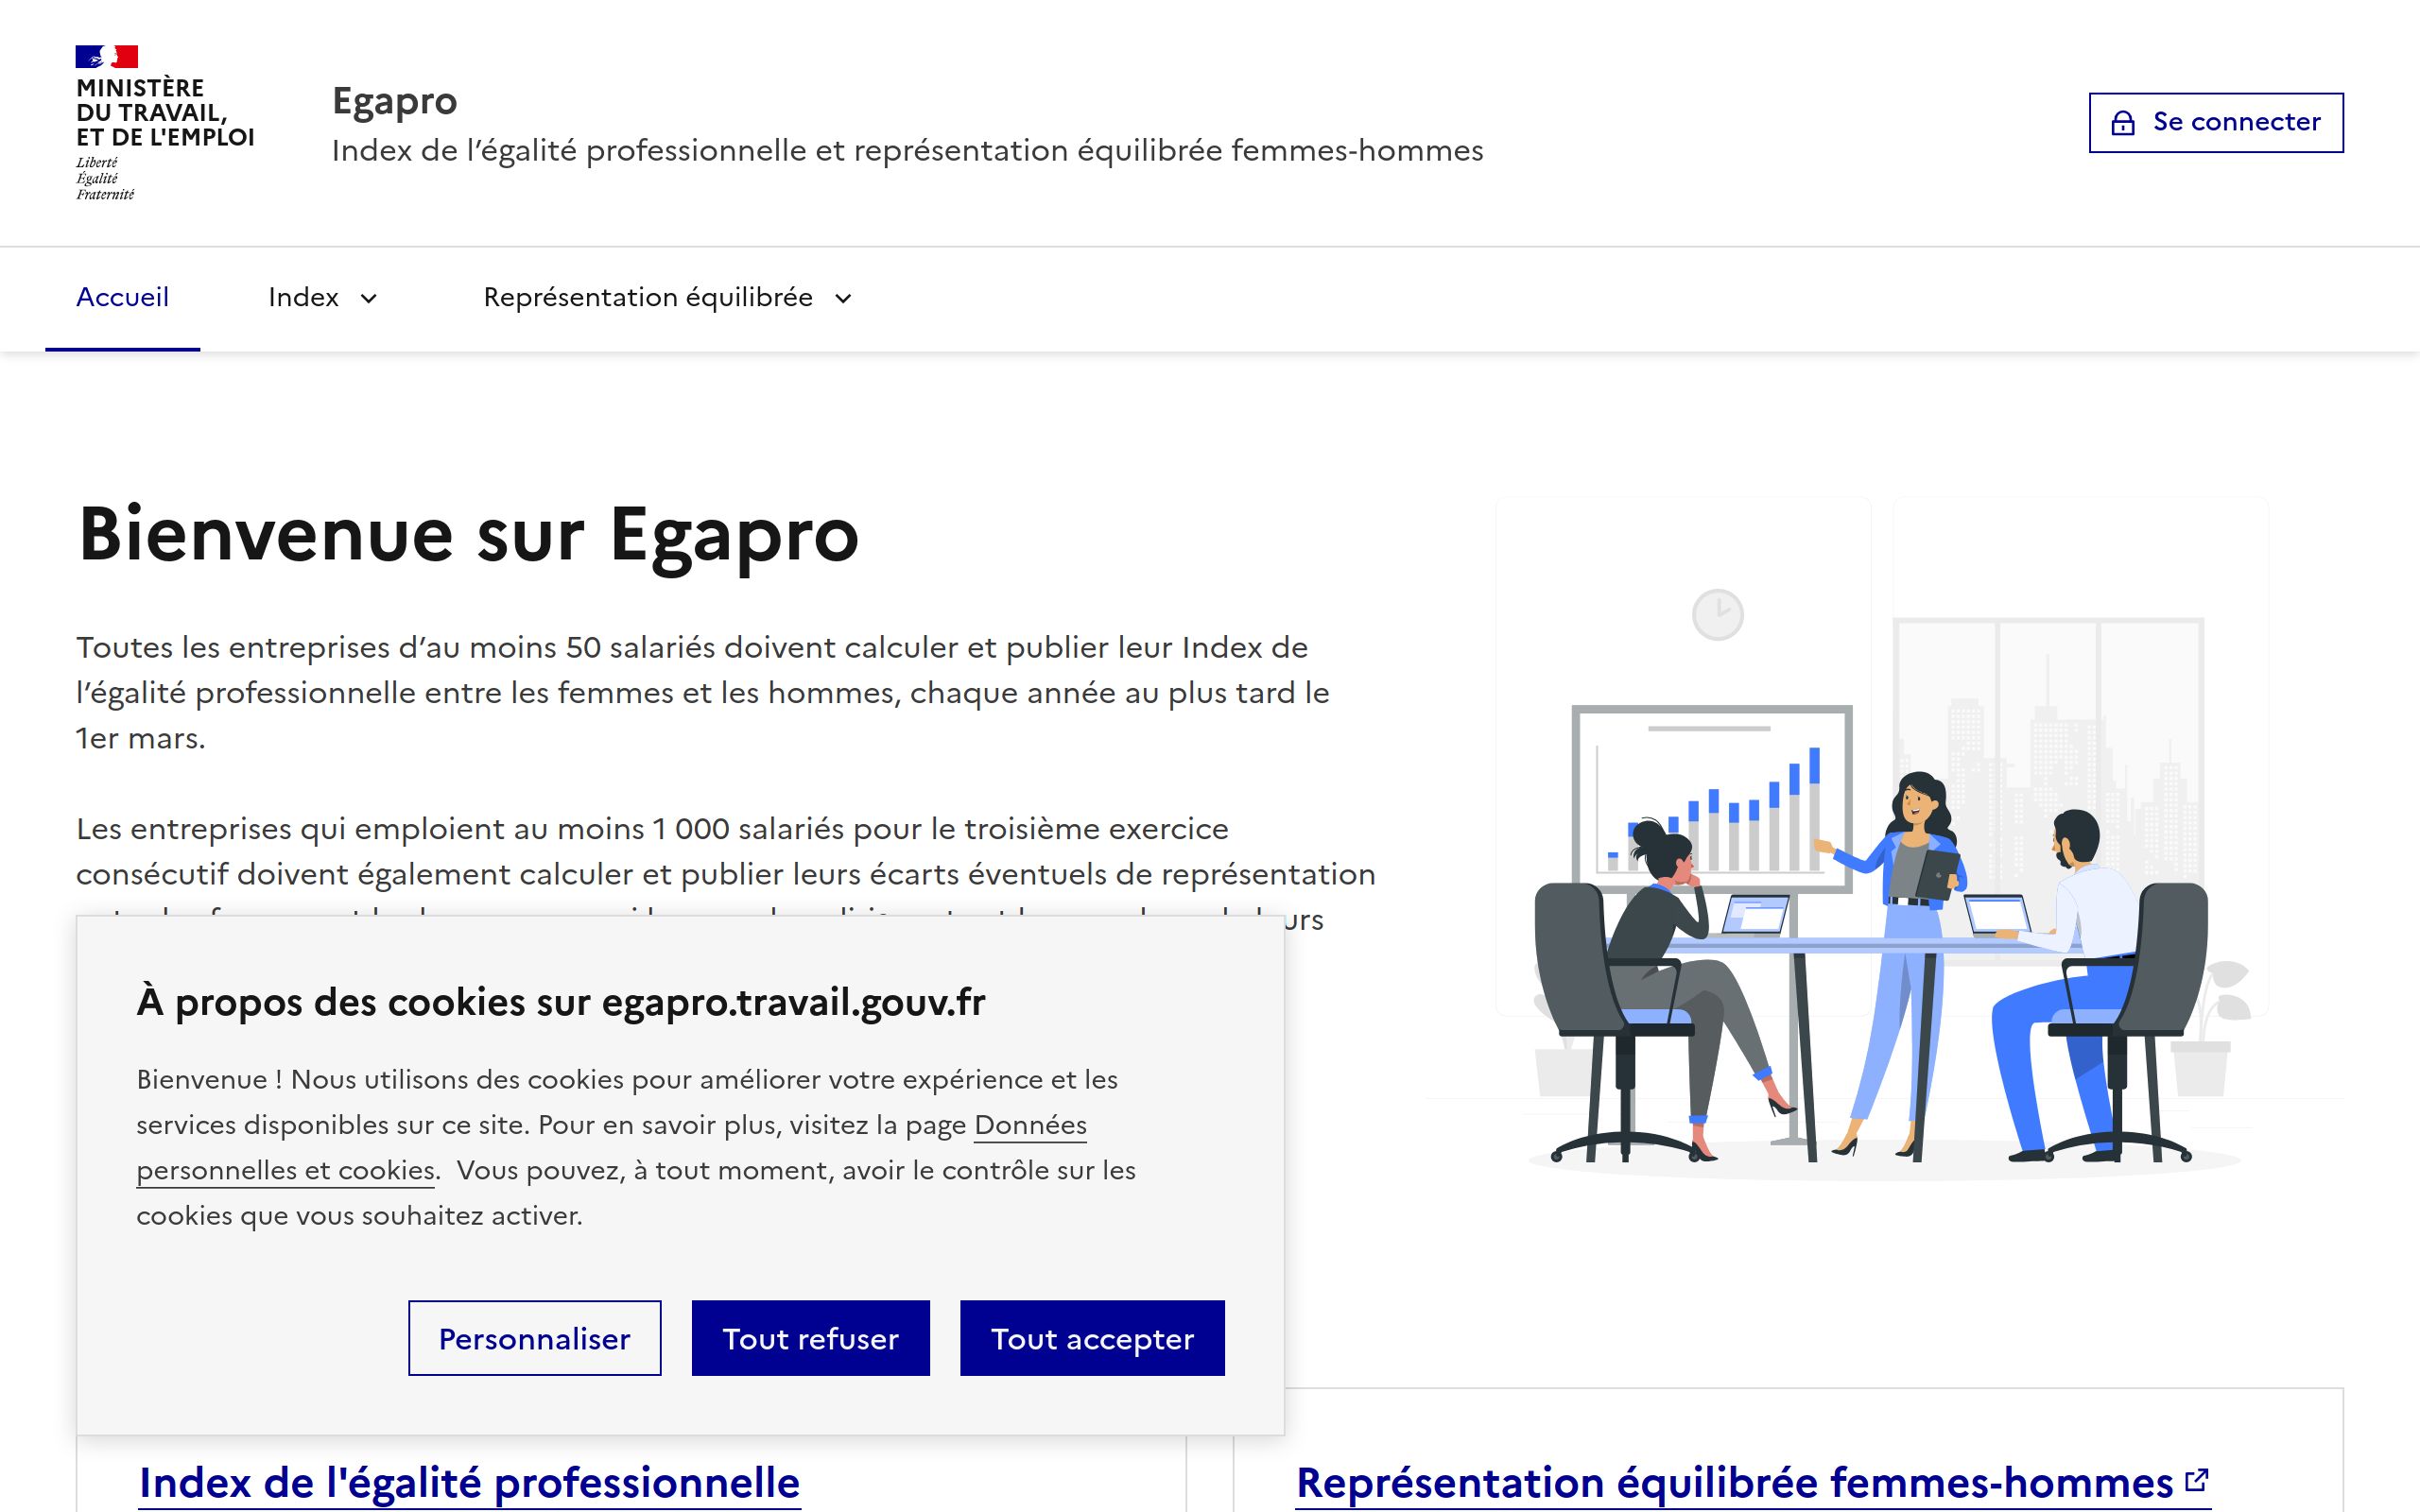 MINISTÈRE
DU TRAVAIL,
ET DE L'EMPLOI
Liberté
Égalité
Fraternité
Egapro
Index de l’égalité professionnelle et représentation équilibrée femmes-hommes
Se connecter
Accueil
Index
Représentation équilibrée
Bienvenue sur Egapro
Toutes les entreprises d’au moins 50 salariés doivent calculer et publier leur Index de
l’égalité professionnelle entre les femmes et les hommes, chaque année au plus tard le
1er mars.
Les entreprises qui emploient au moins 1 000 salariés pour le troisième exercice
consécutif doivent également calculer et publier leurs écarts éventuels de représentation
À propos des cookies sur egapro.travail.gouv.fr
Bienvenue ! Nous utilisons des cookies pour améliorer votre expérience et les
services disponibles sur ce site. Pour en savoir plus, visitez la page Données
personnelles et cookies.  Vous pouvez, à tout moment, avoir le contrôle sur les
cookies que vous souhaitez activer.
Personnaliser
Tout refuser
Tout accepter
Index de l'égalité professionnelle
Représentation équilibrée femmes-hommes